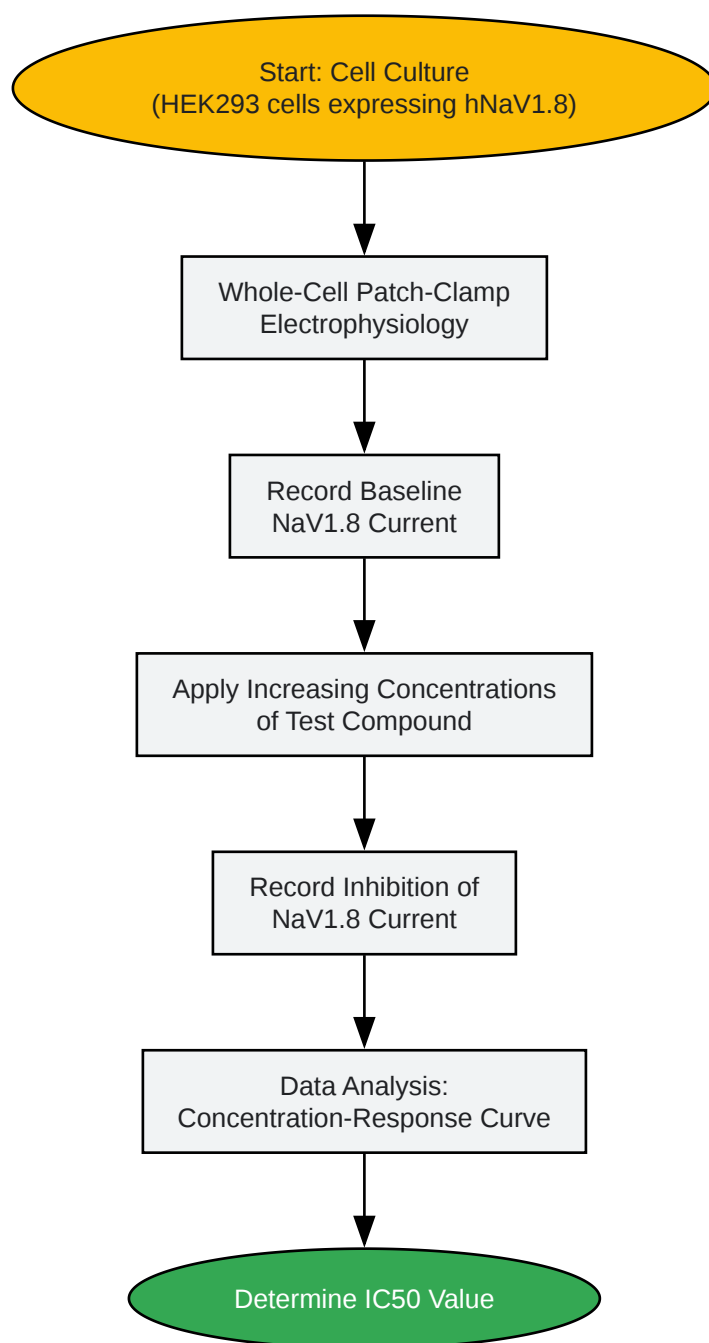 Start: Cell Culture
(HEK293 cells expressing hNaV1.8)
Whole-Cell Patch-Clamp
Electrophysiology
Record Baseline
NaV1.8 Current
Apply Increasing Concentrations
of Test Compound
Record Inhibition of
NaV1.8 Current
Data Analysis:
Concentration-Response Curve
Determine IC50 Value